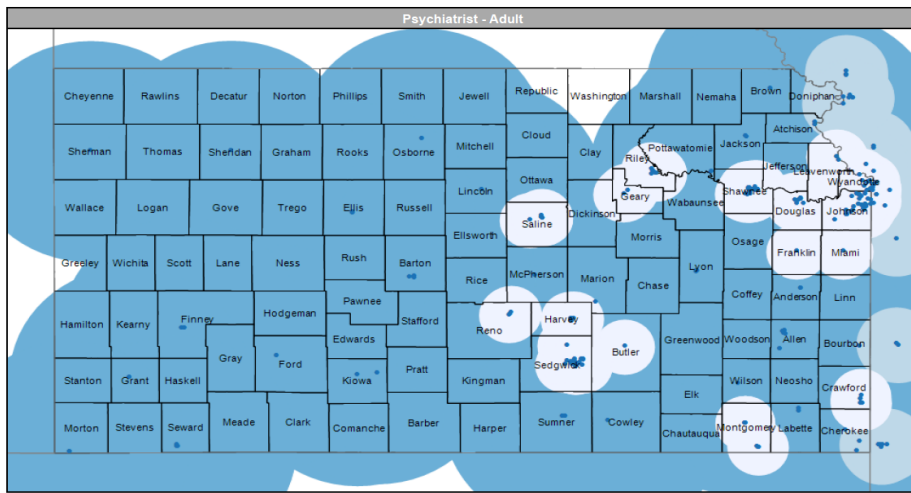 Psychiatrist - Adult
Cheyenne Rawlins Decatur Norton Phillips Smith Jewell Republic Washington Marshall Nemaha Brown Doniphan
Sherman Thomas Sheridan Graham Rooks Osborne Mitchell Cloud Clay Riley Pottawatomie Jackson Atchison
Jefferson Leavenworth
Wallace Logan Gove Trego Ellis Russell Lincoln Ottawa Geary Wabaunsee Shawnee Wyandotte
Saline Dickinson Douglas Johnson
Ellsworth Morris Osage
Greeley Wichita Scott Lane Ness Rush Barton Rice McPherson Marion Chase Lyon Franklin Miami
Pawnee Coffey Anderson Linn
Hamilton Kearny Finney Hodgeman Stafford Reno Harvey
Edwards Greenwood Woodson Allen Bourbon
Gray Ford Sedgwick Butler
Stanton Grant Haskell Kiowa Pratt Kingman Elk Wilson Neosho Crawford
Morton Stevens Seward Meade Clark Comanche Barber Harper Sumner Cowley Chautauqua Montgomery Labette Cherokee